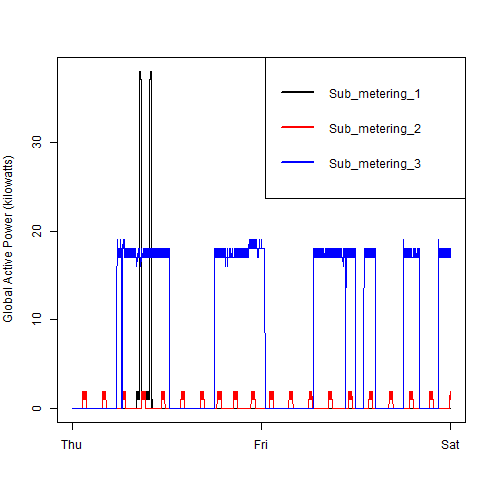 Sub_metering_1
Sub_metering_2
Sub_metering_3
Global Active Power (kilowatts)
30
20
10
0
Thu Fri Sat